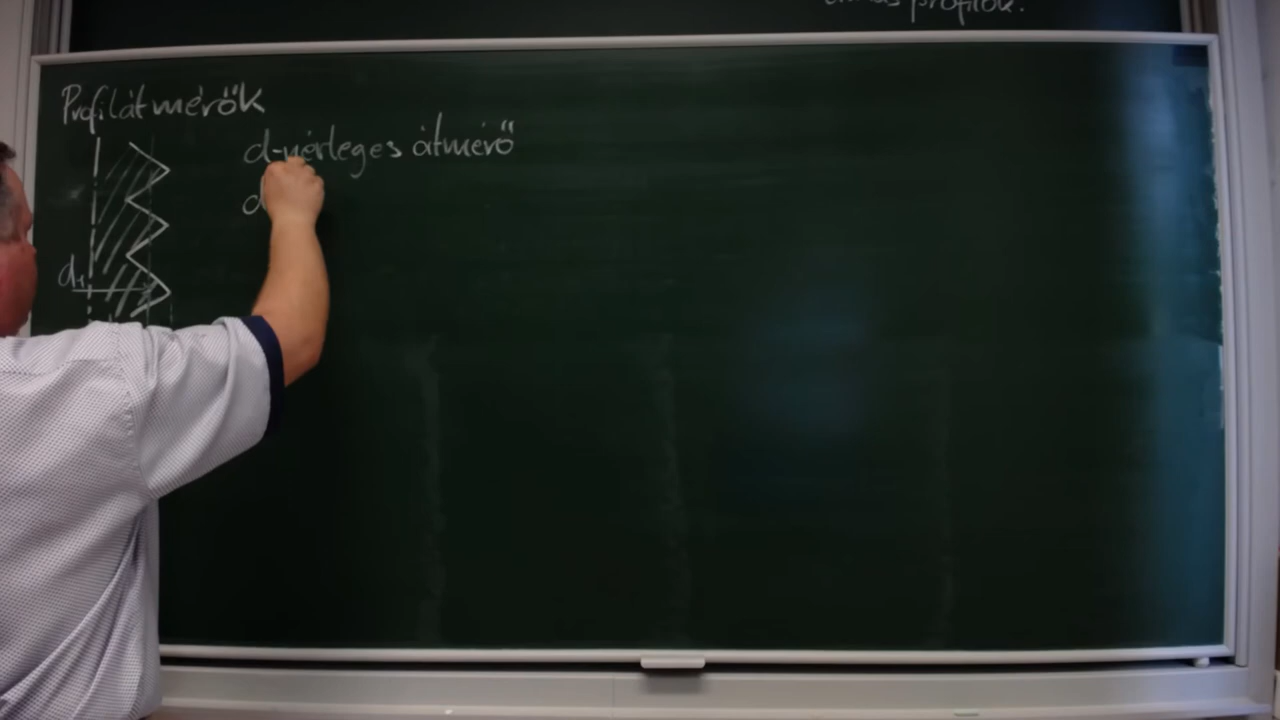 profilok.
Profilátmérők
d-névleges átmérő
d
d₁